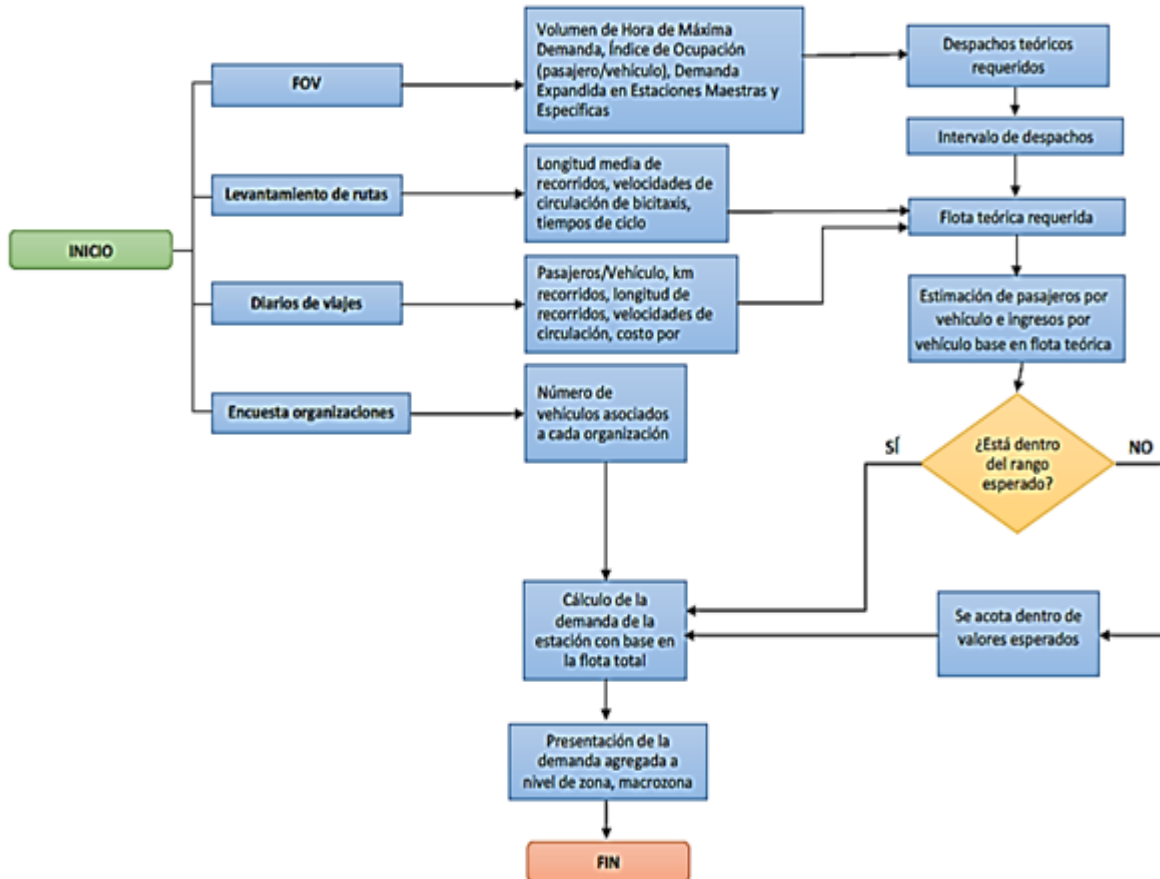 Volumen de Hora de Máxima
Demanda, Índice de Ocupación
(pasajero/vehículo), Demanda
Expandida en Estaciones Maestras y
Específicas
Despachos teóricos
requeridos
FOV
Intervalo de despachos
Longitud media de
recorridos, velocidades de
circulación de bicitaxis,
tiempos de ciclo
Levantamiento de rutas
Flota teórica requerida
INICIO
Pasajeros/Vehículo, km
recorridos, longitud de
recorridos, velocidades de
circulación, costo por
Diarios de viajes
Estimación de pasajeros por
vehículo e ingresos por
vehículo base en flota teórica
Número de
vehículos asociados
a cada organización
Encuesta organizaciones
SÍ
¿Está dentro
del rango
esperado?
NO
Cálculo de la
demanda de la
estación con base en
la flota total
Se acota dentro de
valores esperados
Presentación de la
demanda agregada a
nivel de zona, macrozona
FIN